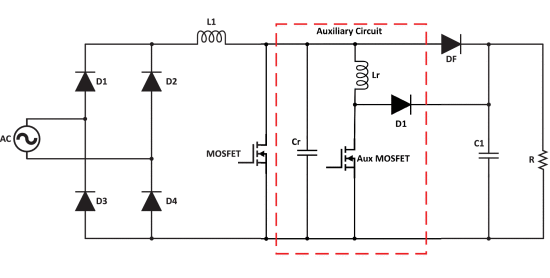 L1
Auxiliary Circuit
DF
D1
D2
Lr
D1
AC
MOSFET
Cr
Aux MOSFET
C1
R
D3
D4